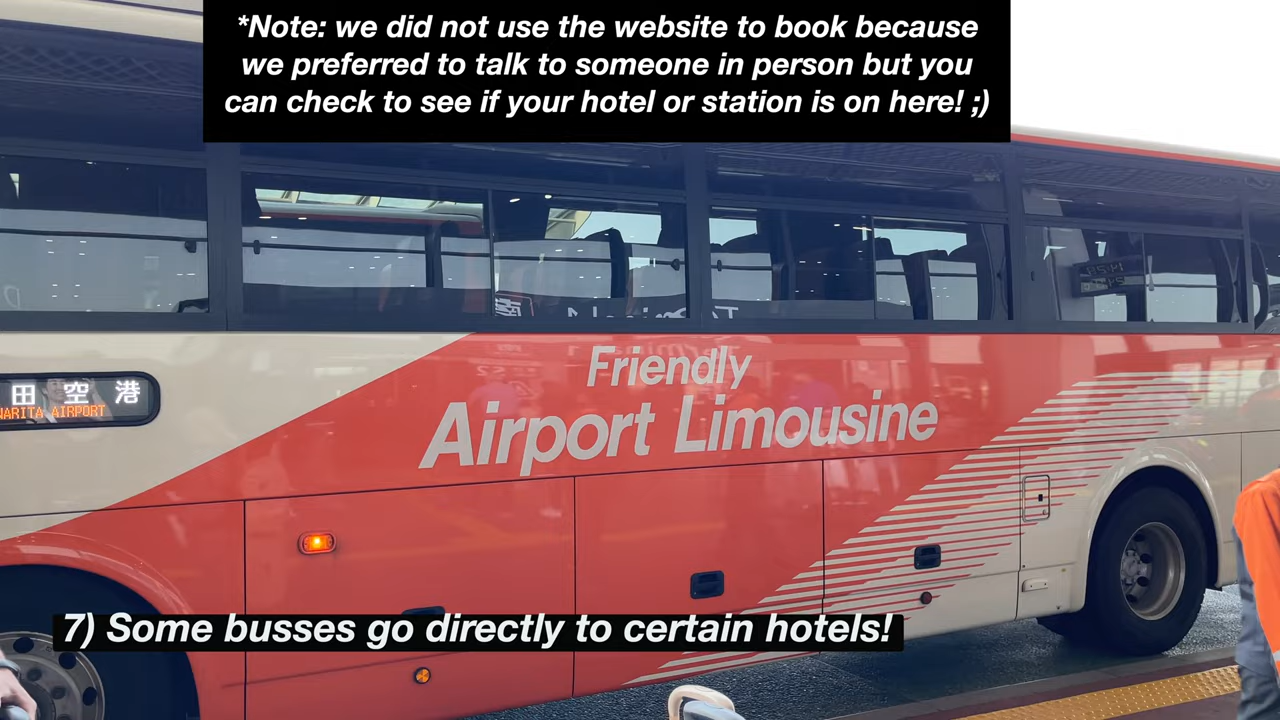 *Note: we did not use the website to book because
we preferred to talk to someone in person but you
can check to see if your hotel or station is on here! ;)
Friendly
Airport Limousine
田 空 港
NARITA AIRPORT
7) Some busses go directly to certain hotels!